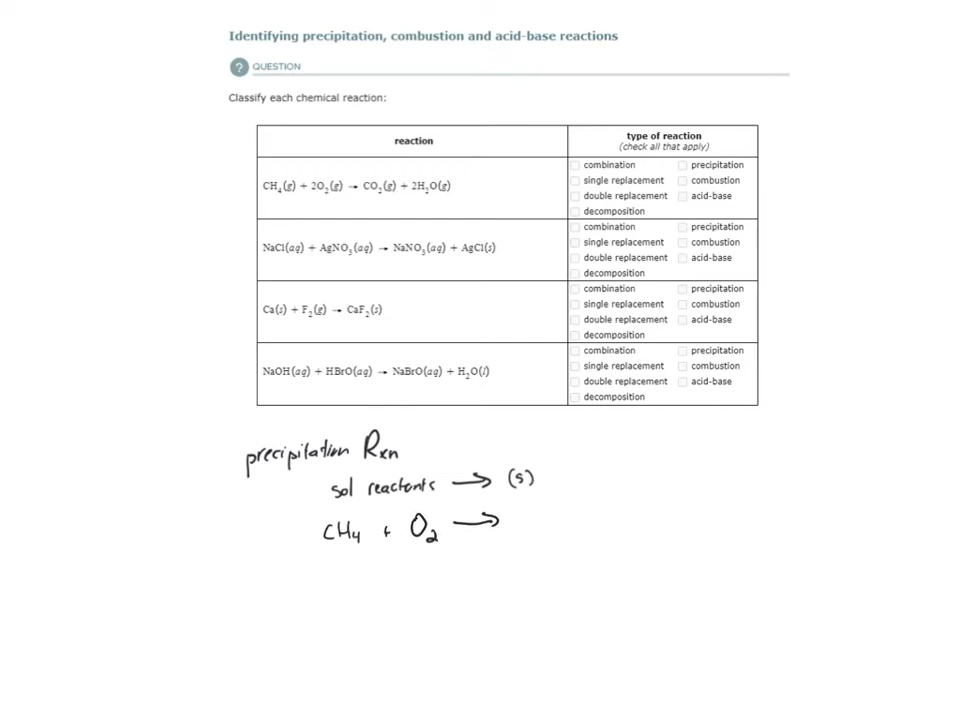 Identifying precipitation, combustion and acid-base reactions
? QUESTION
Classify each chemical reaction:
reaction
type of reaction
(check all that apply)
CH₄(g) + 2O₂(g) → CO₂(g) + 2H₂O(g)
combination precipitation
single replacement combustion
double replacement acid-base
decomposition
NaCl(aq) + AgNO₃(aq) → NaNO₃(aq) + AgCl(s)
combination precipitation
single replacement combustion
double replacement acid-base
decomposition
Ca(s) + F₂(g) → CaF₂(s)
combination precipitation
single replacement combustion
double replacement acid-base
decomposition
NaOH(aq) + HBrO(aq) → NaBrO(aq) + H₂O(l)
combination precipitation
single replacement combustion
double replacement acid-base
decomposition
precipitation Rxn
sol reactants → (s)
CH₄ + O₂ →